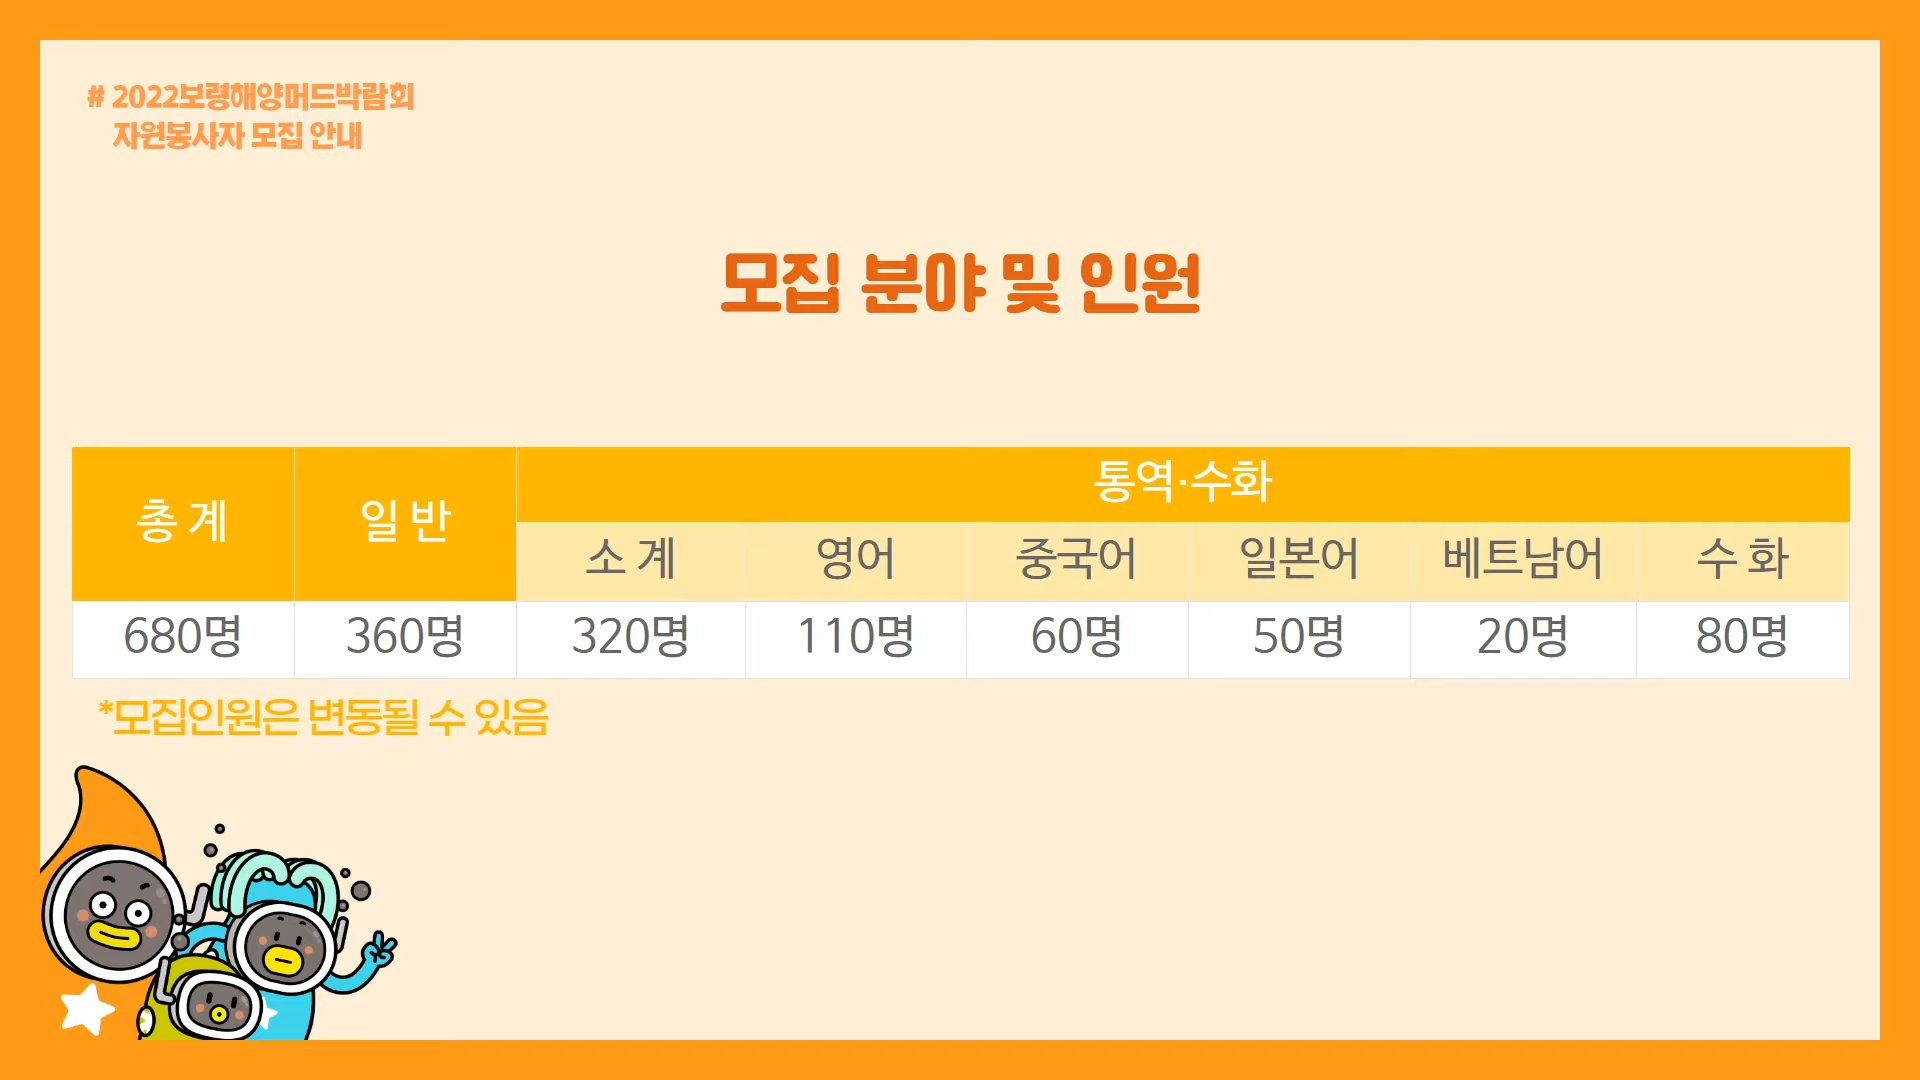 # 2022보령해양머드박람회
자원봉사자 모집 안내
모집 분야 및 인원
총 계
일 반
통역·수화
소 계
영어
중국어
일본어
베트남어
수 화
680명
360명
320명
110명
60명
50명
20명
80명
*모집인원은 변동될 수 있음